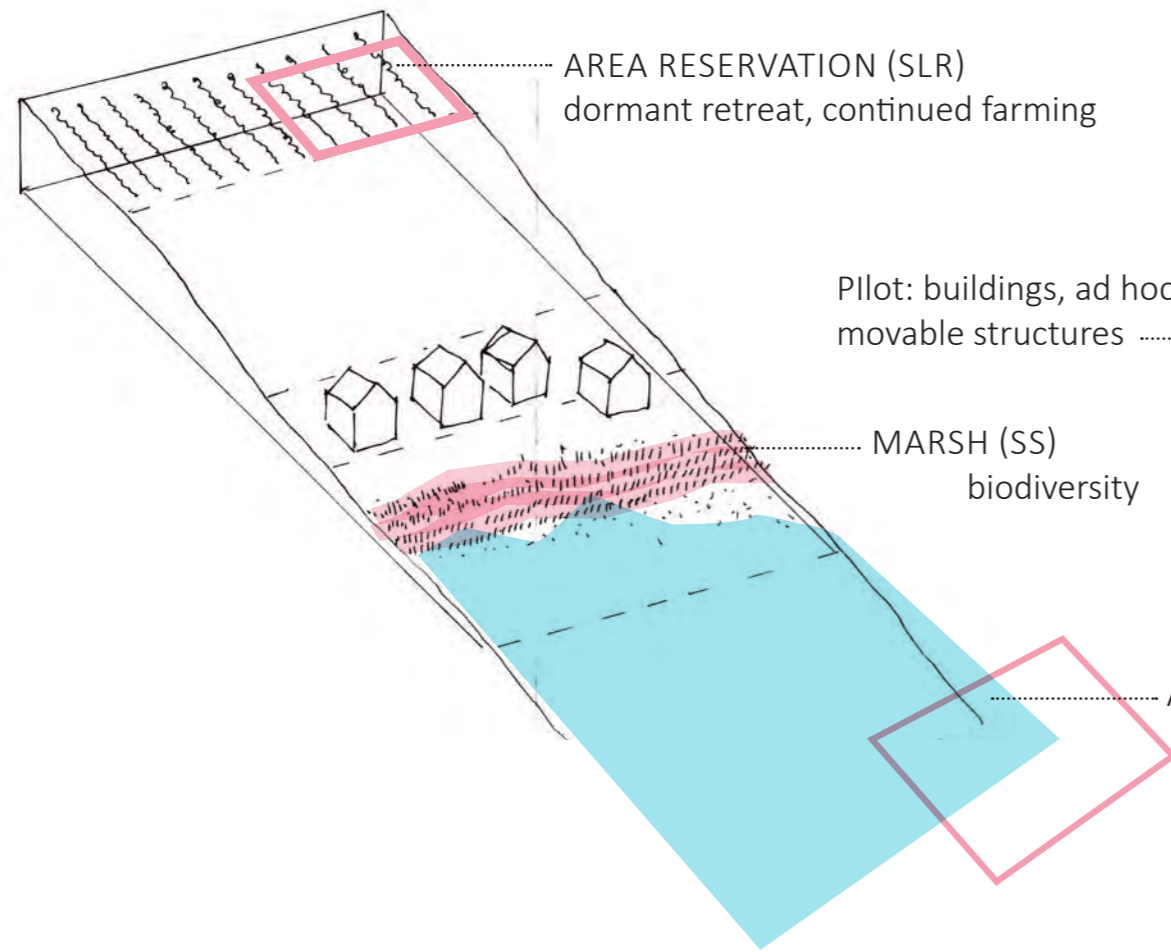 AREA RESERVATION (SLR)
dormant retreat, continued farming
PIlot: buildings, ad hoc
movable structures
MARSH (SS)
biodiversity